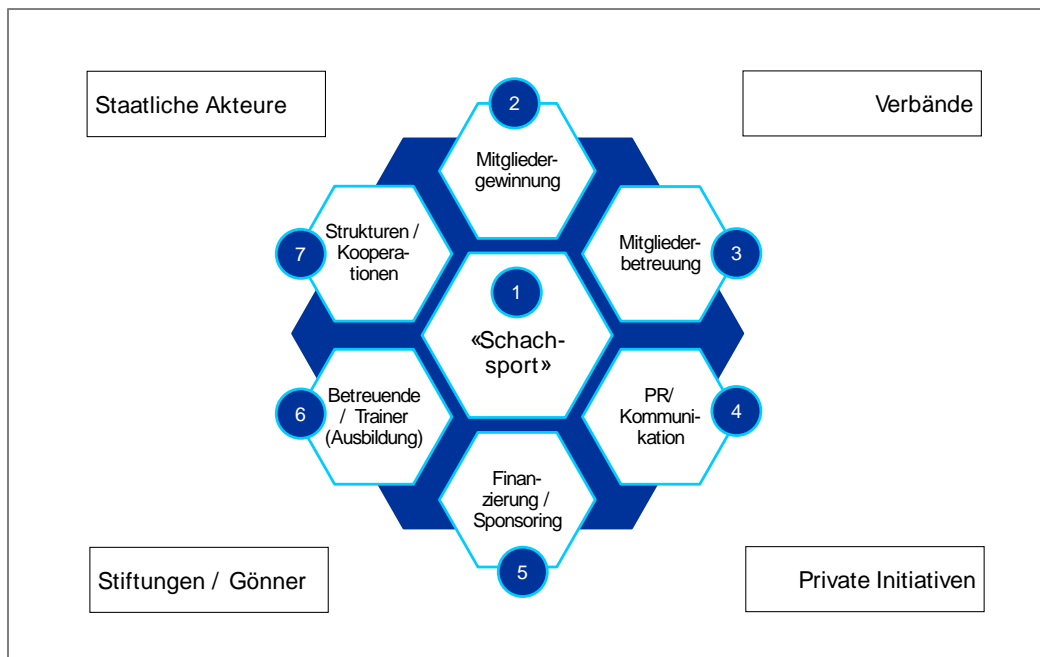 Staatliche Akteure
Verbände
2
Mitglieder-
gewinnung
7
Strukturen /
Koopera-
tionen
3
Mitglieder-
betreuung
1
«Schach-
sport»
6
Betreuende
/ Trainer
(Ausbildung)
4
PR/
Kommuni-
kation
Finan-
zierung /
Sponsoring
5
Stiftungen / Gönner
Private Initiativen